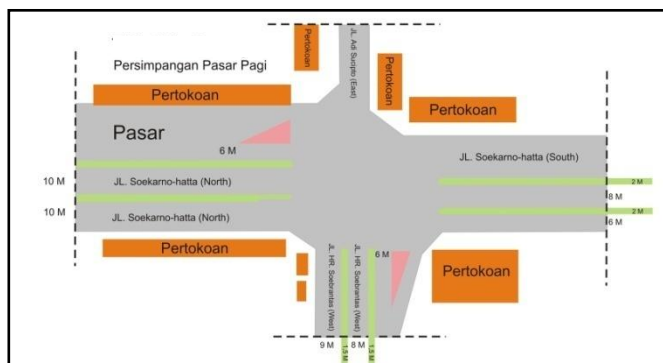 Persimpangan Pasar Pagi
Pertokoan
JL. Adi Sucipto (East)
Pertokoan
Pertokoan
Pertokoan
Pasar
6 M
JL. Soekarno-hatta (South)
10 M
JL. Soekarno-hatta (North)
2 M
8 M
10 M
JL. Soekarno-hatta (North)
2 M
6 M
Pertokoan
JL. HR. Soebrantas (West)
JL. HR. Soebrantas (West)
6 M
Pertokoan
9 M
1,5 M
8 M
1,5 M